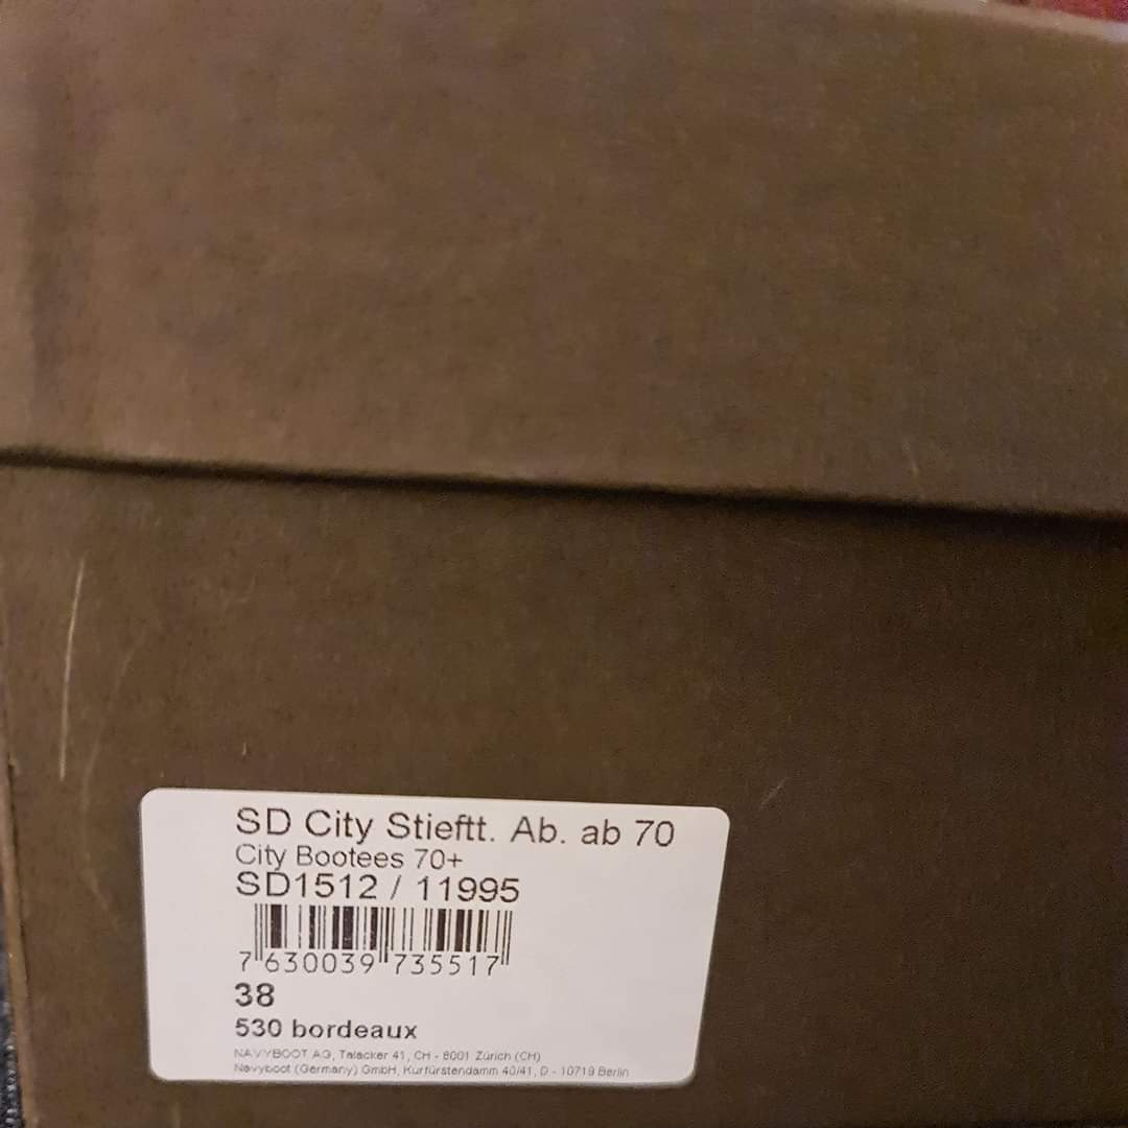 SD City Stieftt. Ab. ab 70
City Bootees 70+
SD1512 / 11995
7 630039 735517
38
530 bordeaux
NAVYBOOT AG, Talacker 41, CH - 8001 Zürich (CH)
Navyboot (Germany) GmbH, Kurfürstendamm 40/41, D - 10719 Berlin